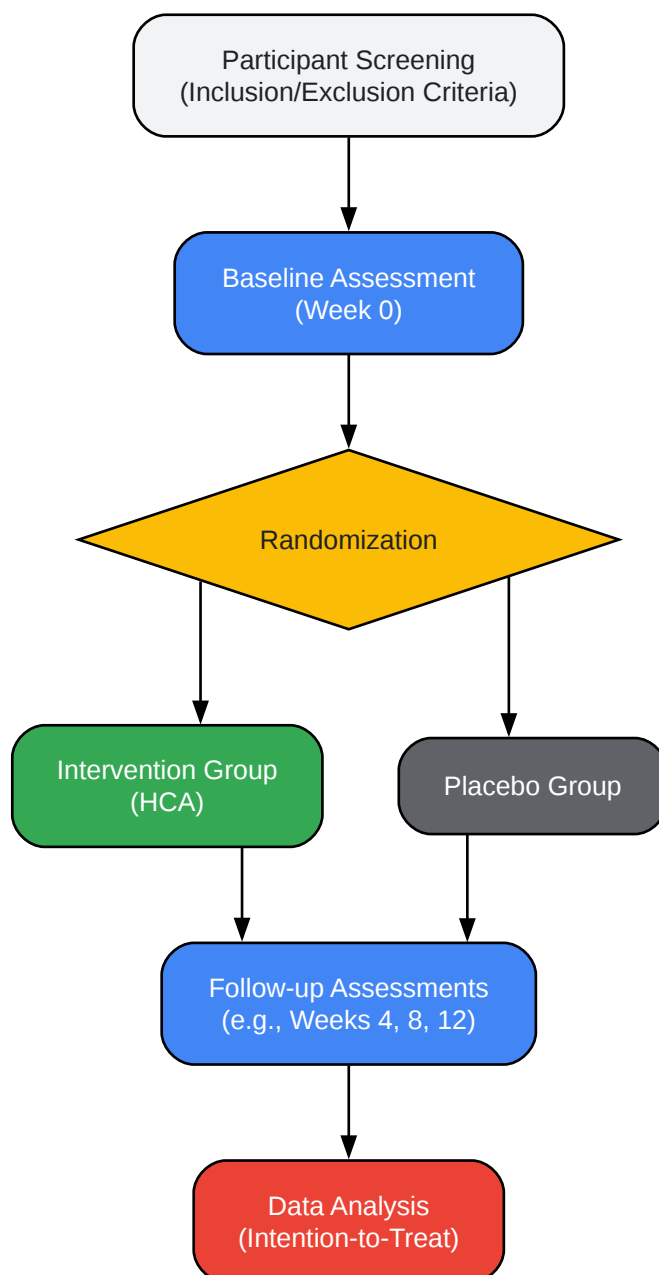 Participant Screening
(Inclusion/Exclusion Criteria)
Baseline Assessment
(Week 0)
Randomization
Intervention Group
(HCA)
Placebo Group
Follow-up Assessments
(e.g., Weeks 4, 8, 12)
Data Analysis
(Intention-to-Treat)